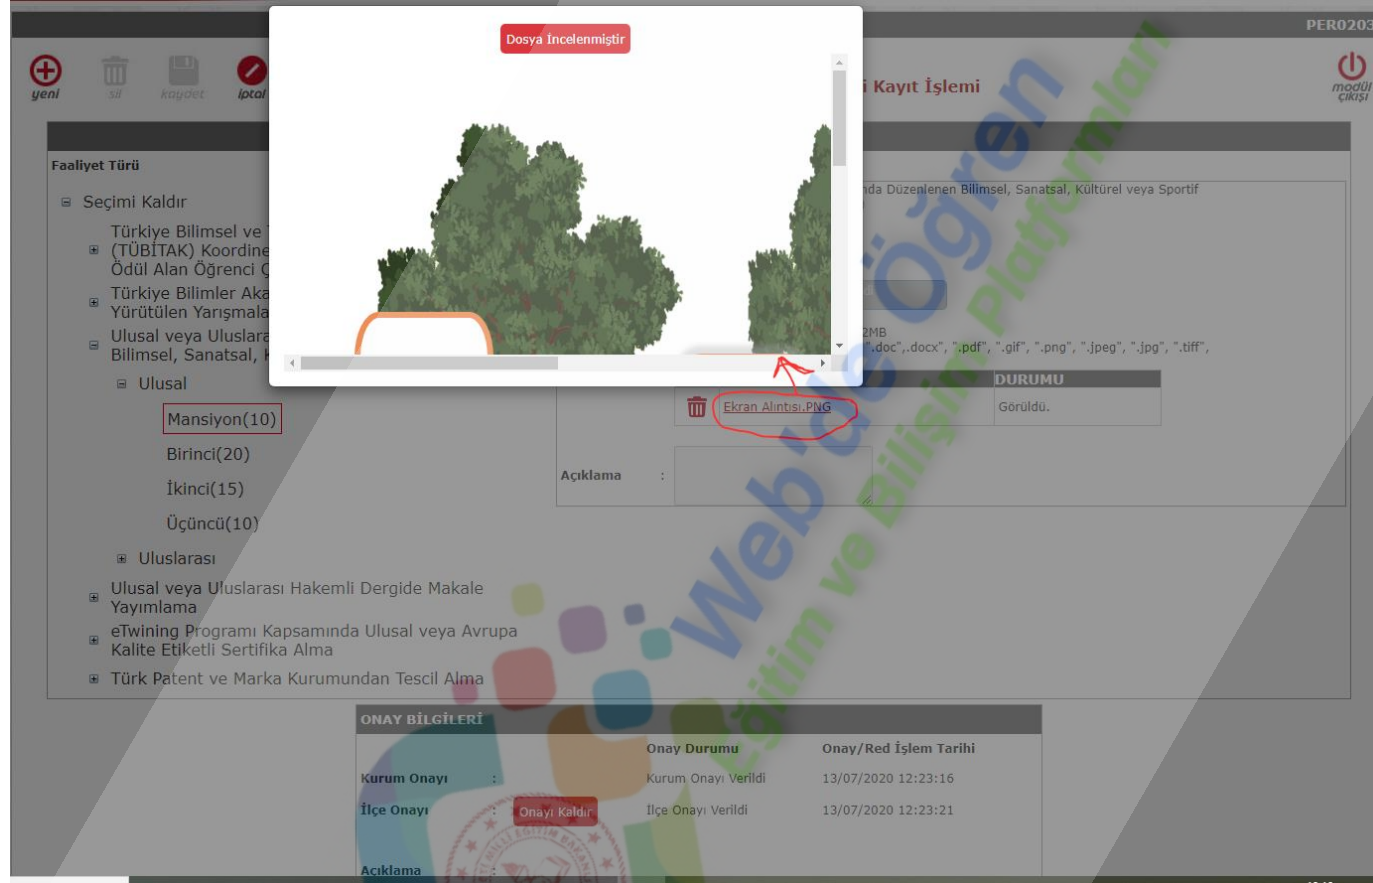 Dosya İncelenmiştir
PER0203
yeni
sil
kaydet
iptal
i Kayıt İşlemi
modül
çıkışı
Faaliyet Türü
Seçimi Kaldır
Türkiye Bilimsel ve
(TÜBİTAK) Koordine
Ödül Alan Öğrenci
Türkiye Bilimler Aka
Yürütülen Yarışmala
Ulusal veya Uluslara
Bilimsel, Sanatsal,
Ulusal
Mansiyon(10)
Birinci(20)
İkinci(15)
Üçüncü(10)
Uluslarası
Ulusal veya Uluslarası Hakemli Dergide Makale
Yayımlama
eTwining Programı Kapsamında Ulusal veya Avrupa
Kalite Etiketli Sertifika Alma
Türk Patent ve Marka Kurumundan Tescil Alma
nda Düzenlenen Bilimsel, Sanatsal, Kültürel veya Sportif
2MB
".doc",.docx", ".pdf", ".gif", ".png", ".jpeg", ".jpg", ".tiff",
DURUMU
Ekran Alıntısı.PNG
Görüldü.
Açıklama :
Web'de Öğren
Eğitim ve Bilişim Platformları
ONAY BİLGİLERİ
Onay Durumu Onay/Red İşlem Tarihi
Kurum Onayı : Kurum Onayı Verildi 13/07/2020 12:23:16
İlçe Onayı : Onayı Kaldır İlçe Onayı Verildi 13/07/2020 12:23:21
Açıklama :